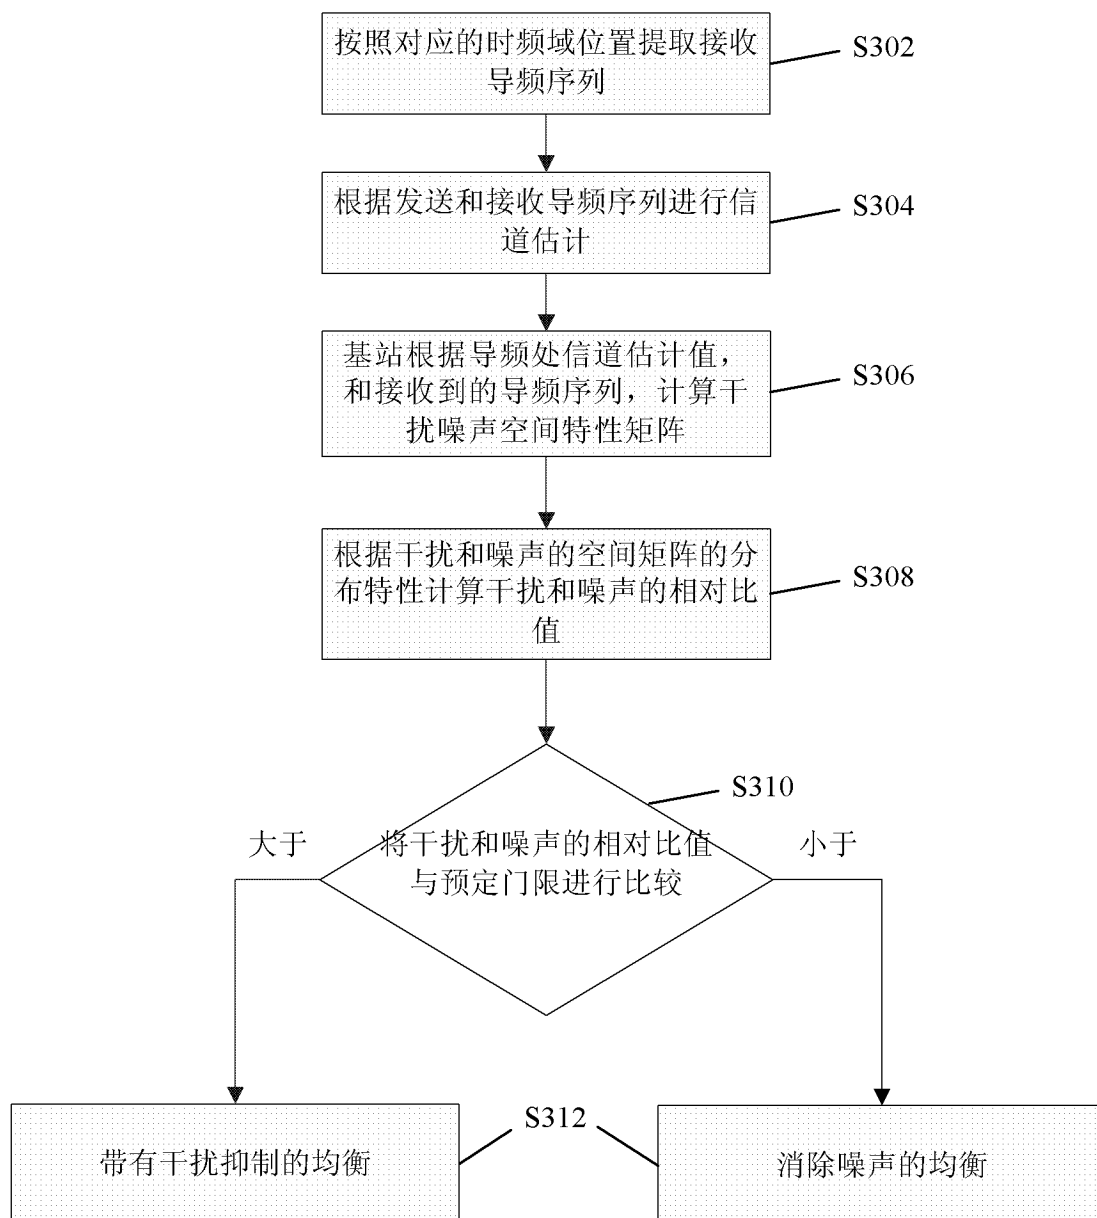 按照对应的时频域位置提取接收
导频序列
S302
根据发送和接收导频序列进行信
道估计
S304
基站根据导频处信道估计值，
和接收到的导频序列，计算干
扰噪声空间特性矩阵
S306
根据干扰和噪声的空间矩阵的分
布特性计算干扰和噪声的相对比
值
S308
S310
大于
将干扰和噪声的相对比值
与预定门限进行比较
小于
带有干扰抑制的均衡
S312
消除噪声的均衡